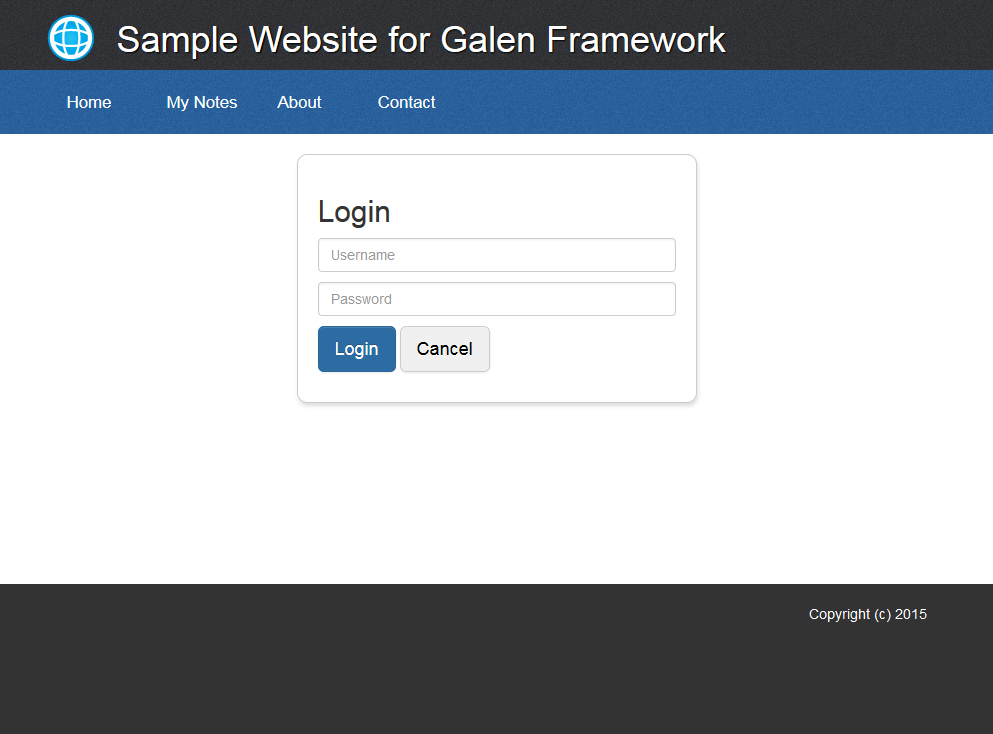 Sample Website for Galen Framework
Home My Notes About Contact
Login
Username
Password
Login Cancel
Copyright (c) 2015